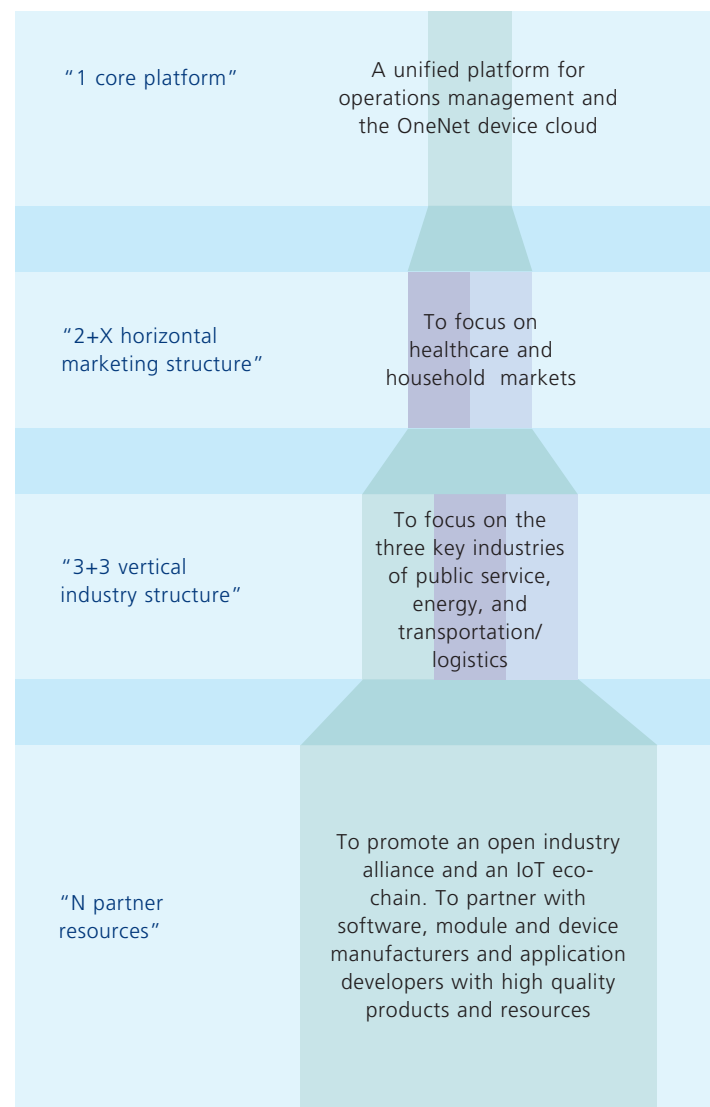 “1 core platform”
A unified platform for
operations management and
the OneNet device cloud
“2+X horizontal
marketing structure”
To focus on
healthcare and
household markets
“3+3 vertical
industry structure”
To focus on the
three key industries
of public service,
energy, and
transportation/
logistics
“N partner
resources”
To promote an open industry
alliance and an IoT eco-
chain. To partner with
software, module and device
manufacturers and application
developers with high quality
products and resources